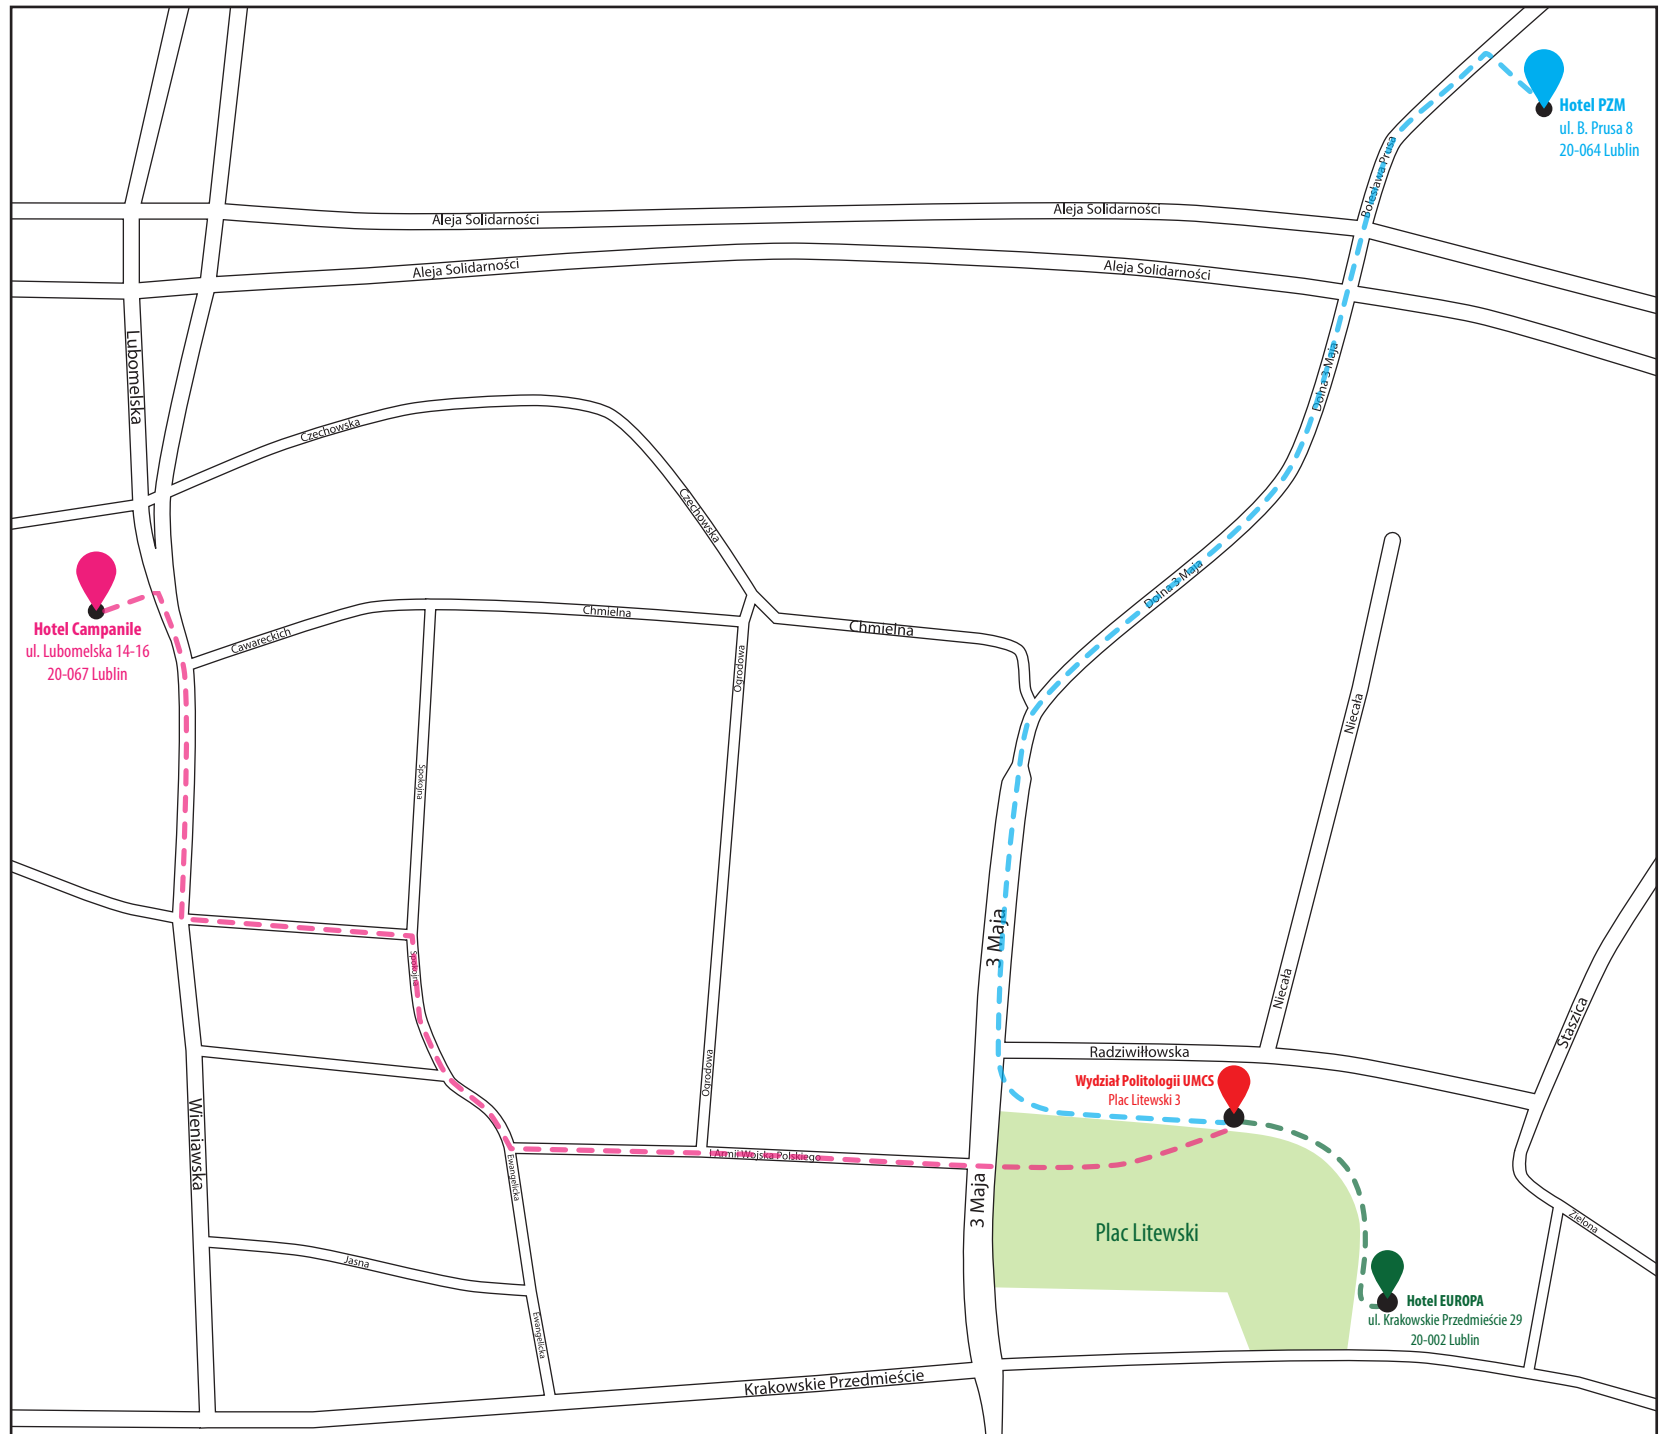 Hotel PZM
ul. B. Prusa 8
20-064 Lublin
Bolesława Prusa
Aleja Solidarności
Aleja Solidarności
Aleja Solidarności
Aleja Solidarności
Lubomelska
Dolna 3 Maja
Czechowska
Czechowska
Dolna 3 Maja
Hotel Campanile
ul. Lubomelska 14-16
20-067 Lublin
Cawareckich
Chmielna
Chmielna
Ogrodowa
Niecała
Spokojna
3 Maja
Spokojna
Niecała
Staszica
Radziwiłłowska
Ogrodowa
Wydział Politologii UMCS
Plac Litewski 3
Wieniawska
I Armii Wojska Polskiego
Ewangelicka
3 Maja
Plac Litewski
Zielona
Jasna
Hotel EUROPA
ul. Krakowskie Przedmieście 29
20-002 Lublin
Ewangelicka
Krakowskie Przedmieście